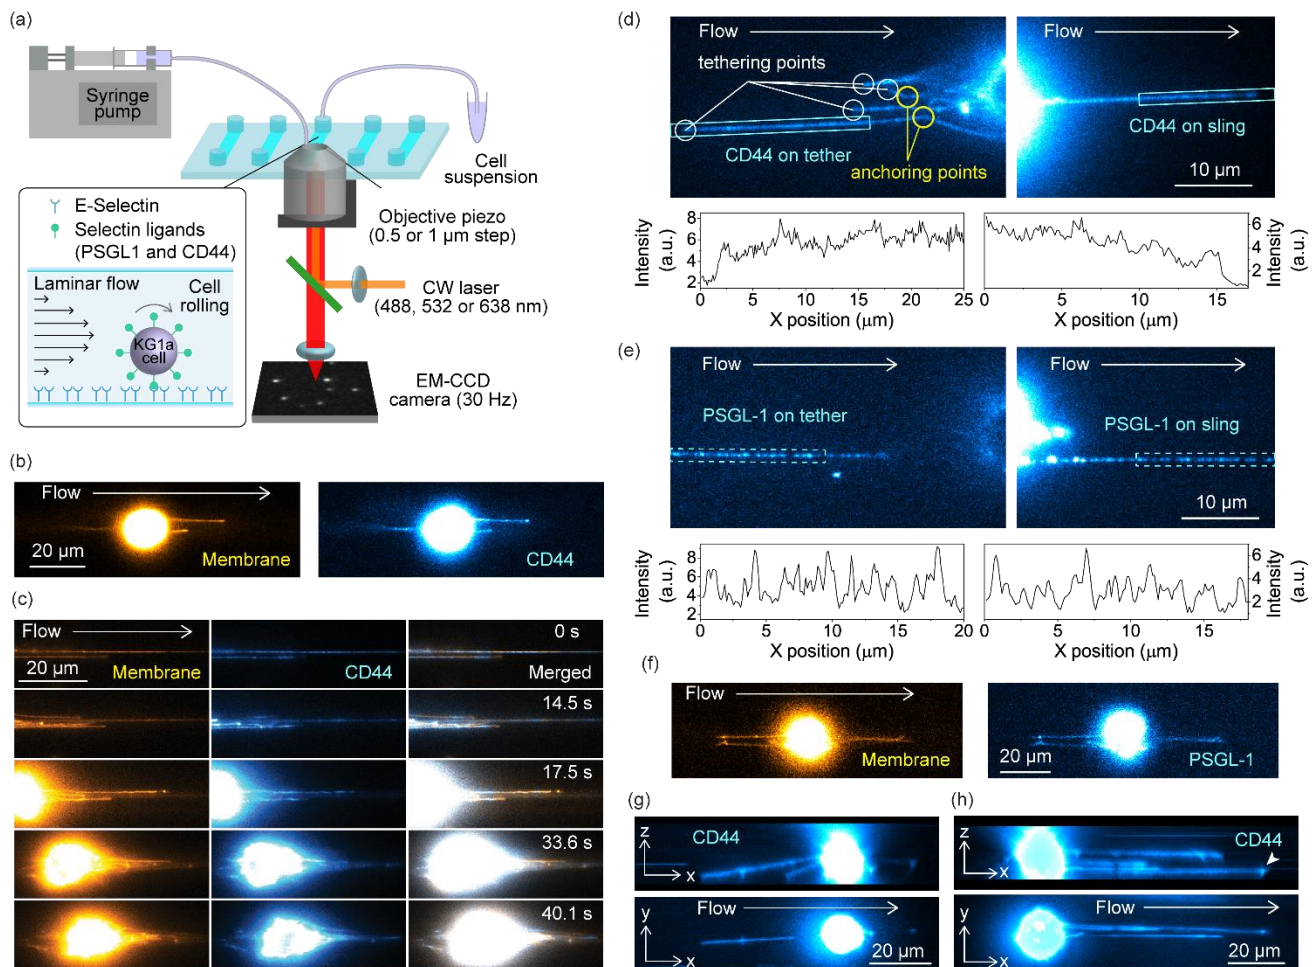 (a)
Syringe
pump
Cell
suspension
E-Selectin
Selectin ligands
(PSGL1 and CD44)
Laminar flow
Cell
rolling
KG1a
cell
Objective piezo
(0.5 or 1 µm step)
CW laser
(488, 532 or 638 nm)
EM-CCD
camera (30 Hz)
(b)
Flow
20 µm
Membrane
CD44
(c)
Flow
20 µm
Membrane
CD44
0 s
Merged
14.5 s
17.5 s
33.6 s
40.1 s
(d)
Flow
tethering points
CD44 on tether
anchoring points
Flow
CD44 on sling
10 µm
Intensity
(a.u.)
8
6
4
2
0 5 10 15 20 25
X position (µm)
0 5 10 15
X position (µm)
6
4
2
0
Intensity
(a.u.)
(e)
Flow
PSGL-1 on tether
Flow
PSGL-1 on sling
10 µm
Intensity
(a.u.)
8
6
4
2
0 5 10 15 20
X position (µm)
0 5 10 15
X position (µm)
6
4
2
Intensity
(a.u.)
(f)
Flow
Membrane
20 µm
PSGL-1
(g)
z
x
CD44
y
x
Flow
20 µm
(h)
z
x
CD44
y
x
Flow
20 µm